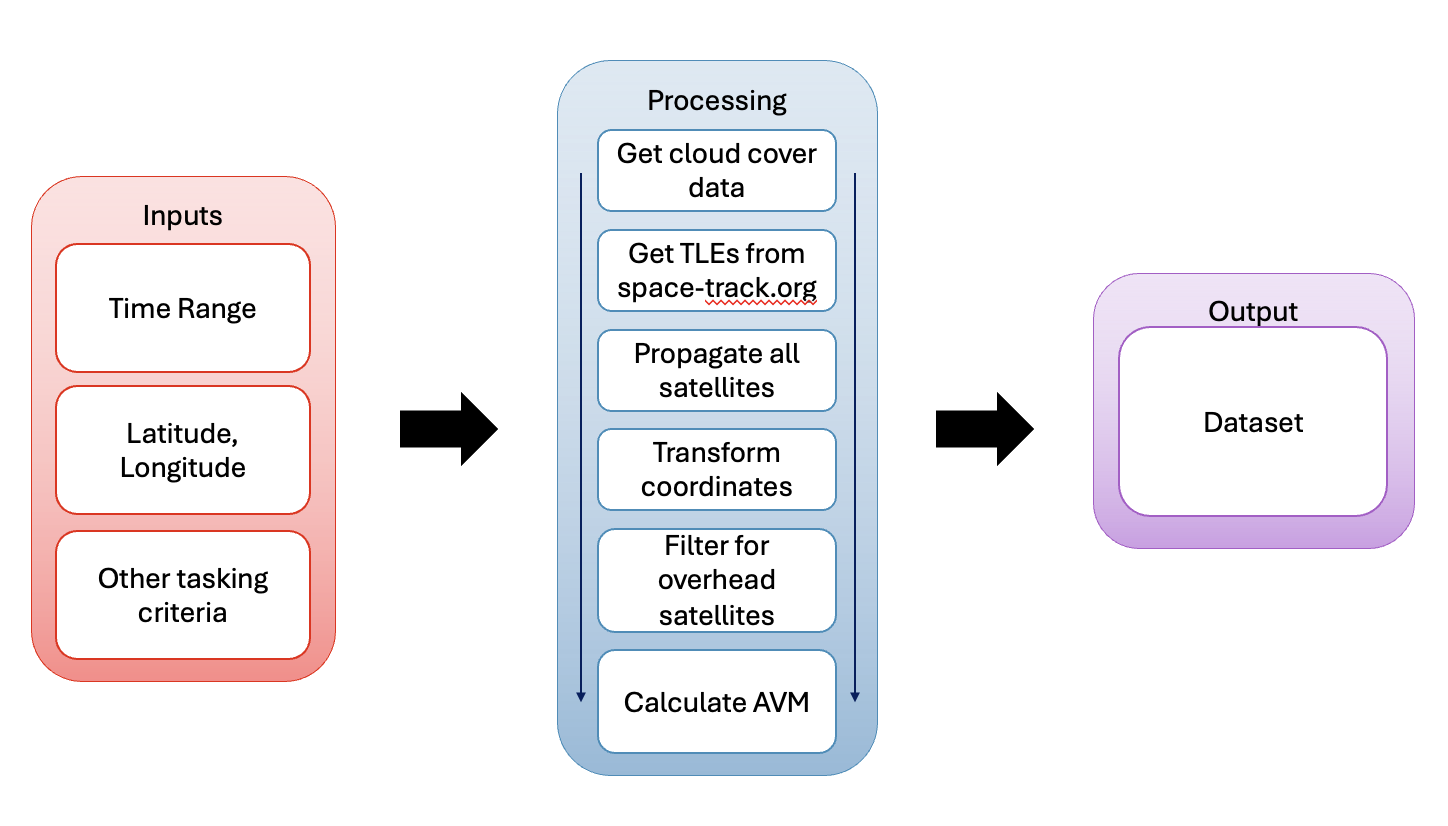 Inputs
Time Range
Latitude,
Longitude
Other tasking
criteria
Processing
Get cloud cover
data
Get TLEs from
space-track.org
Propagate all
satellites
Transform
coordinates
Filter for
overhead
satellites
Calculate AVM
Output
Dataset